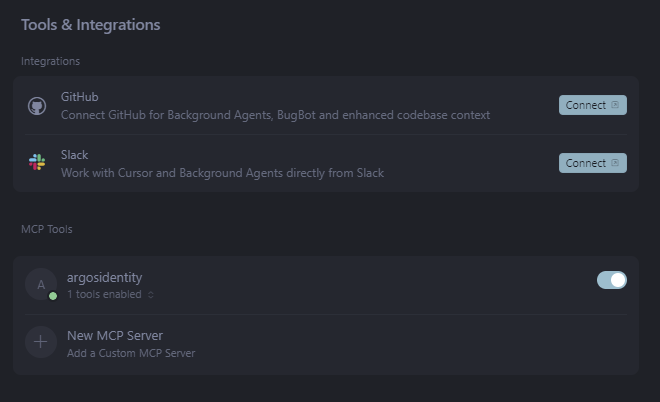 Tools & Integrations
Integrations
GitHub
Connect GitHub for Background Agents, BugBot and enhanced codebase context
Connect
Slack
Work with Cursor and Background Agents directly from Slack
Connect
MCP Tools
A
argosidentity
1 tools enabled
New MCP Server
Add a Custom MCP Server